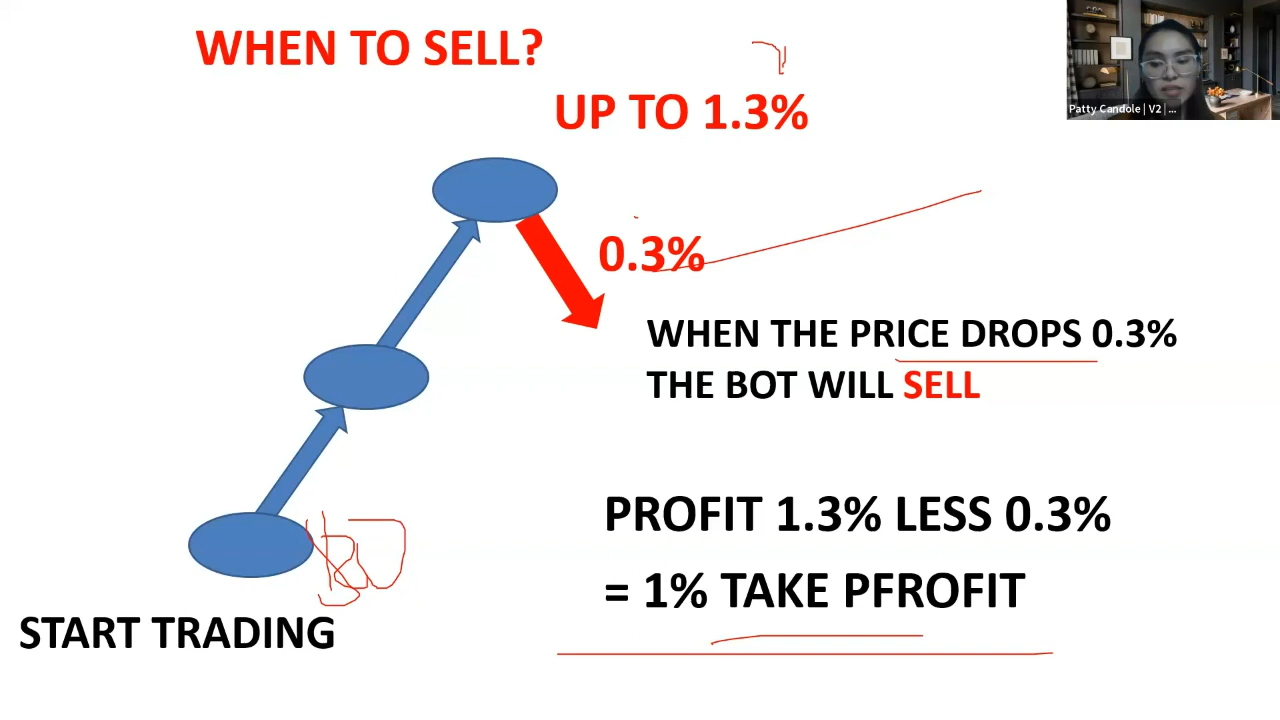 WHEN TO SELL?
UP TO 1.3%
Patty Candole | V2 | ...
0.3%
WHEN THE PRICE DROPS 0.3%
THE BOT WILL SELL
PROFIT 1.3% LESS 0.3%
= 1% TAKE PFROFIT
START TRADING